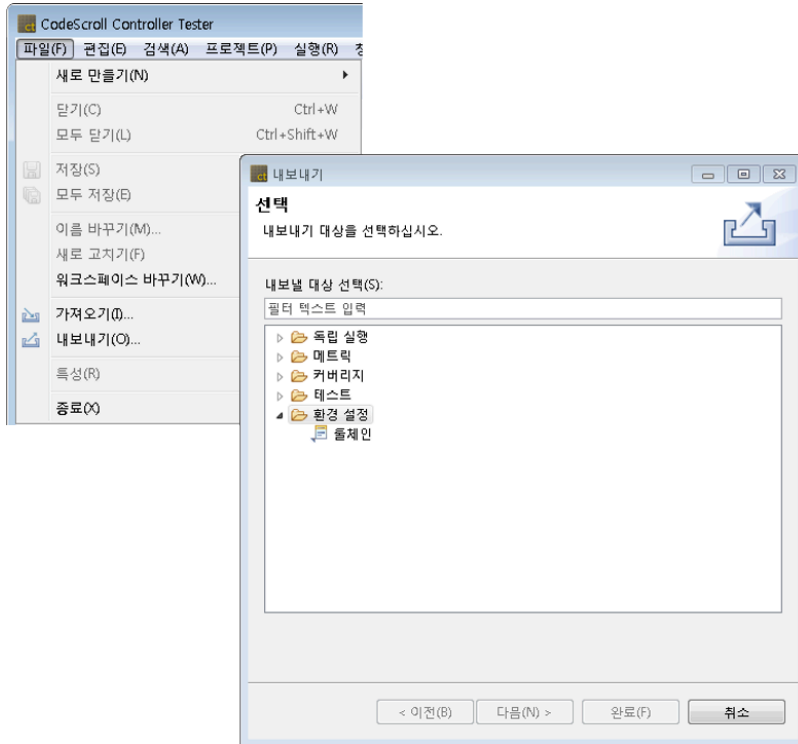 CodeScroll Controller Tester
파일(F) 편집(E) 검색(A) 프로젝트(P) 실행(R)
새로 만들기(N)
닫기(C) Ctrl+W
모두 닫기(L) Ctrl+Shift+W
저장(S)
모두 저장(E)
이름 바꾸기(M)...
새로 고치기(F)
워크스페이스 바꾸기(W)...
가져오기(I)...
내보내기(O)...
특성(R)
종료(X)
내보내기
선택
내보내기 대상을 선택하십시오.
내보낼 대상 선택(S):
필터 텍스트 입력
독립 실행
메트릭
커버리지
테스트
환경 설정
툴체인
< 이전(B) 다음(N) > 완료(F) 취소